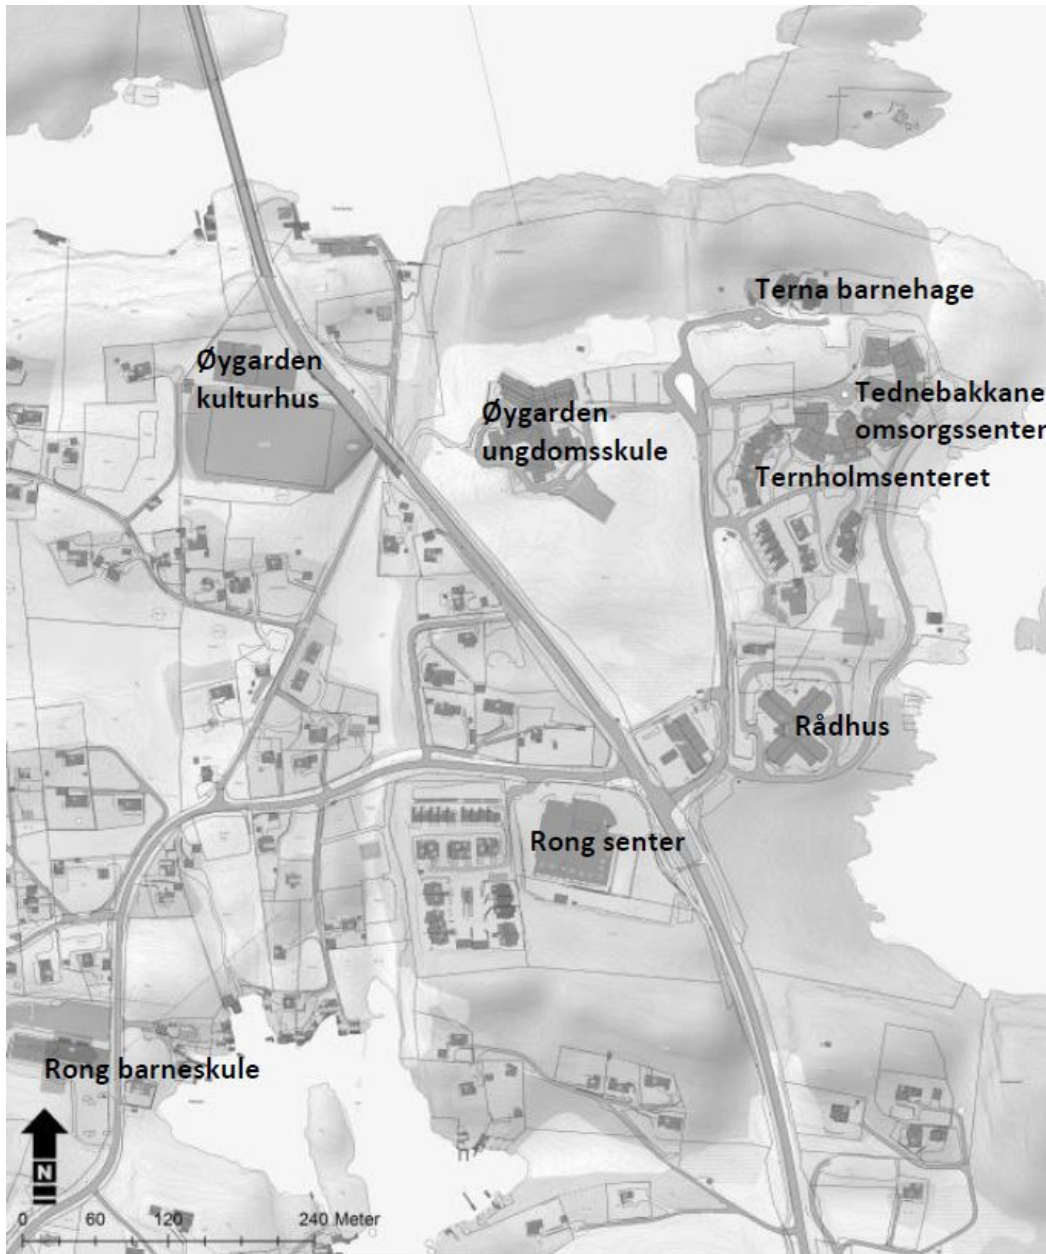 Terna barnehage
Øygarden
kulturhus
Tednebakkane
omsorgssenter
Øygarden
ungdomsskule
Ternholmsenteret
Rådhus
Rong senter
Rong barneskule
N
0 60 120 240 Meter